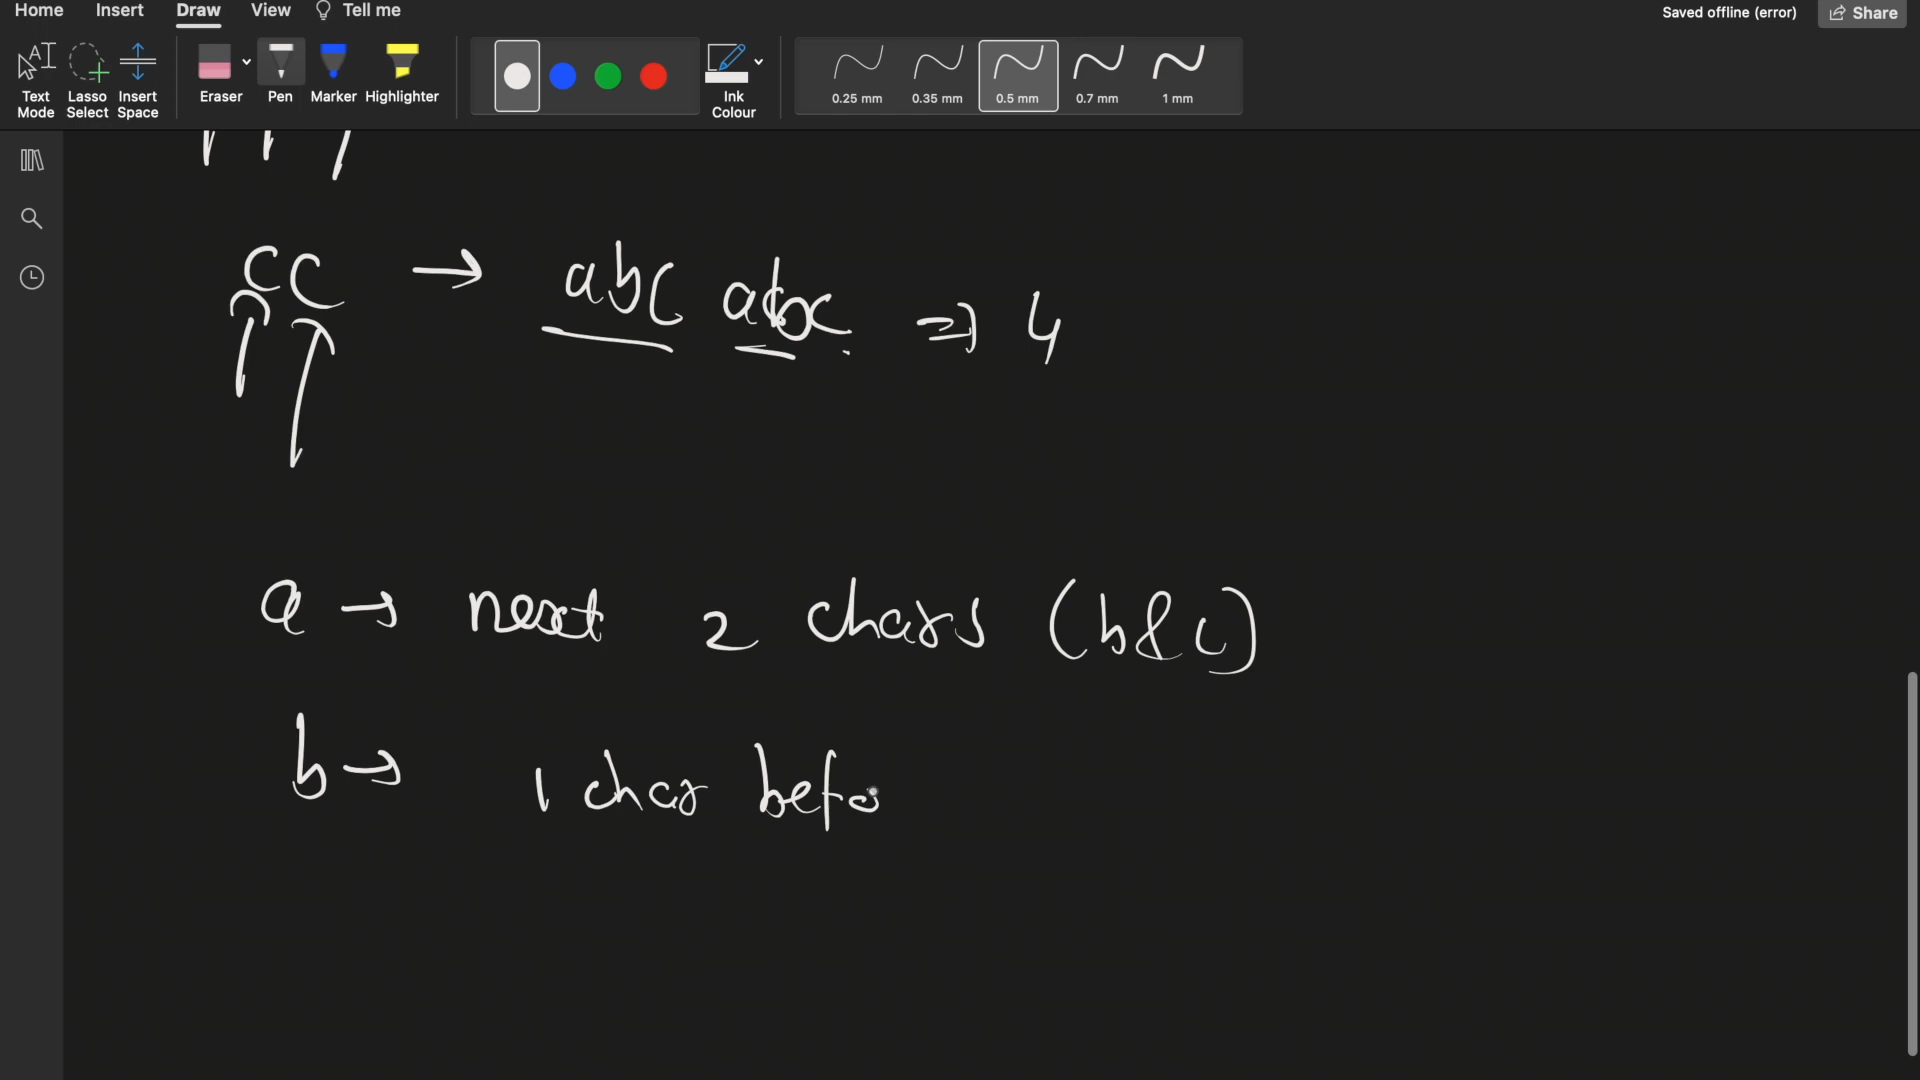 Home Insert Draw View Tell me Saved offline (error) Share
Text Mode Lasso Select Insert Space Eraser Pen Marker Highlighter Ink Colour 0.25 mm 0.35 mm 0.5 mm 0.7 mm 1 mm
cc → abc abc ⇒ 4
a → next 2 chars (b&c)
b → 1 char befo